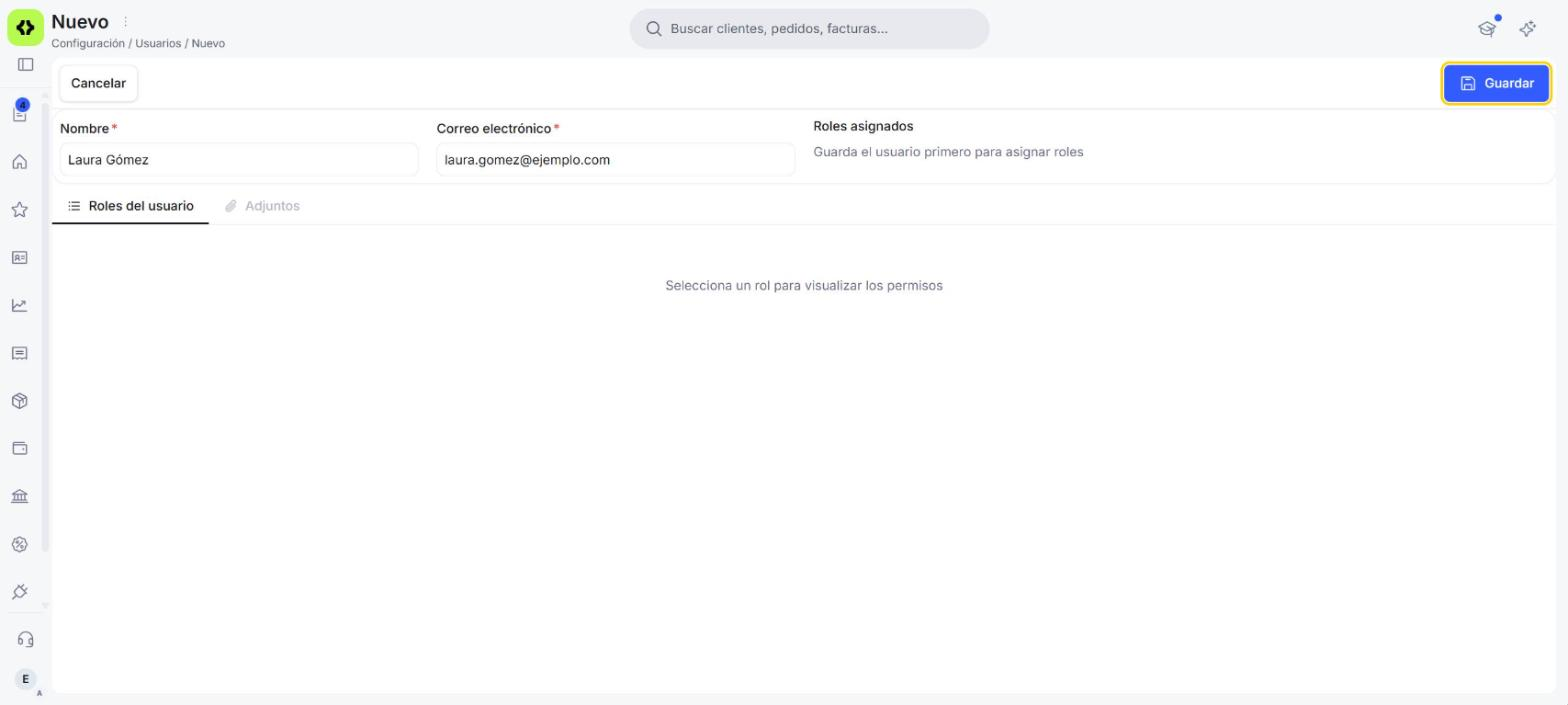 Nuevo
Configuración / Usuarios / Nuevo
Buscar clientes, pedidos, facturas...
Cancelar
Guardar
Nombre*
Laura Gómez
Correo electrónico*
laura.gomez@ejemplo.com
Roles asignados
Guarda el usuario primero para asignar roles
Roles del usuario
Adjuntos
Selecciona un rol para visualizar los permisos
4
E
A